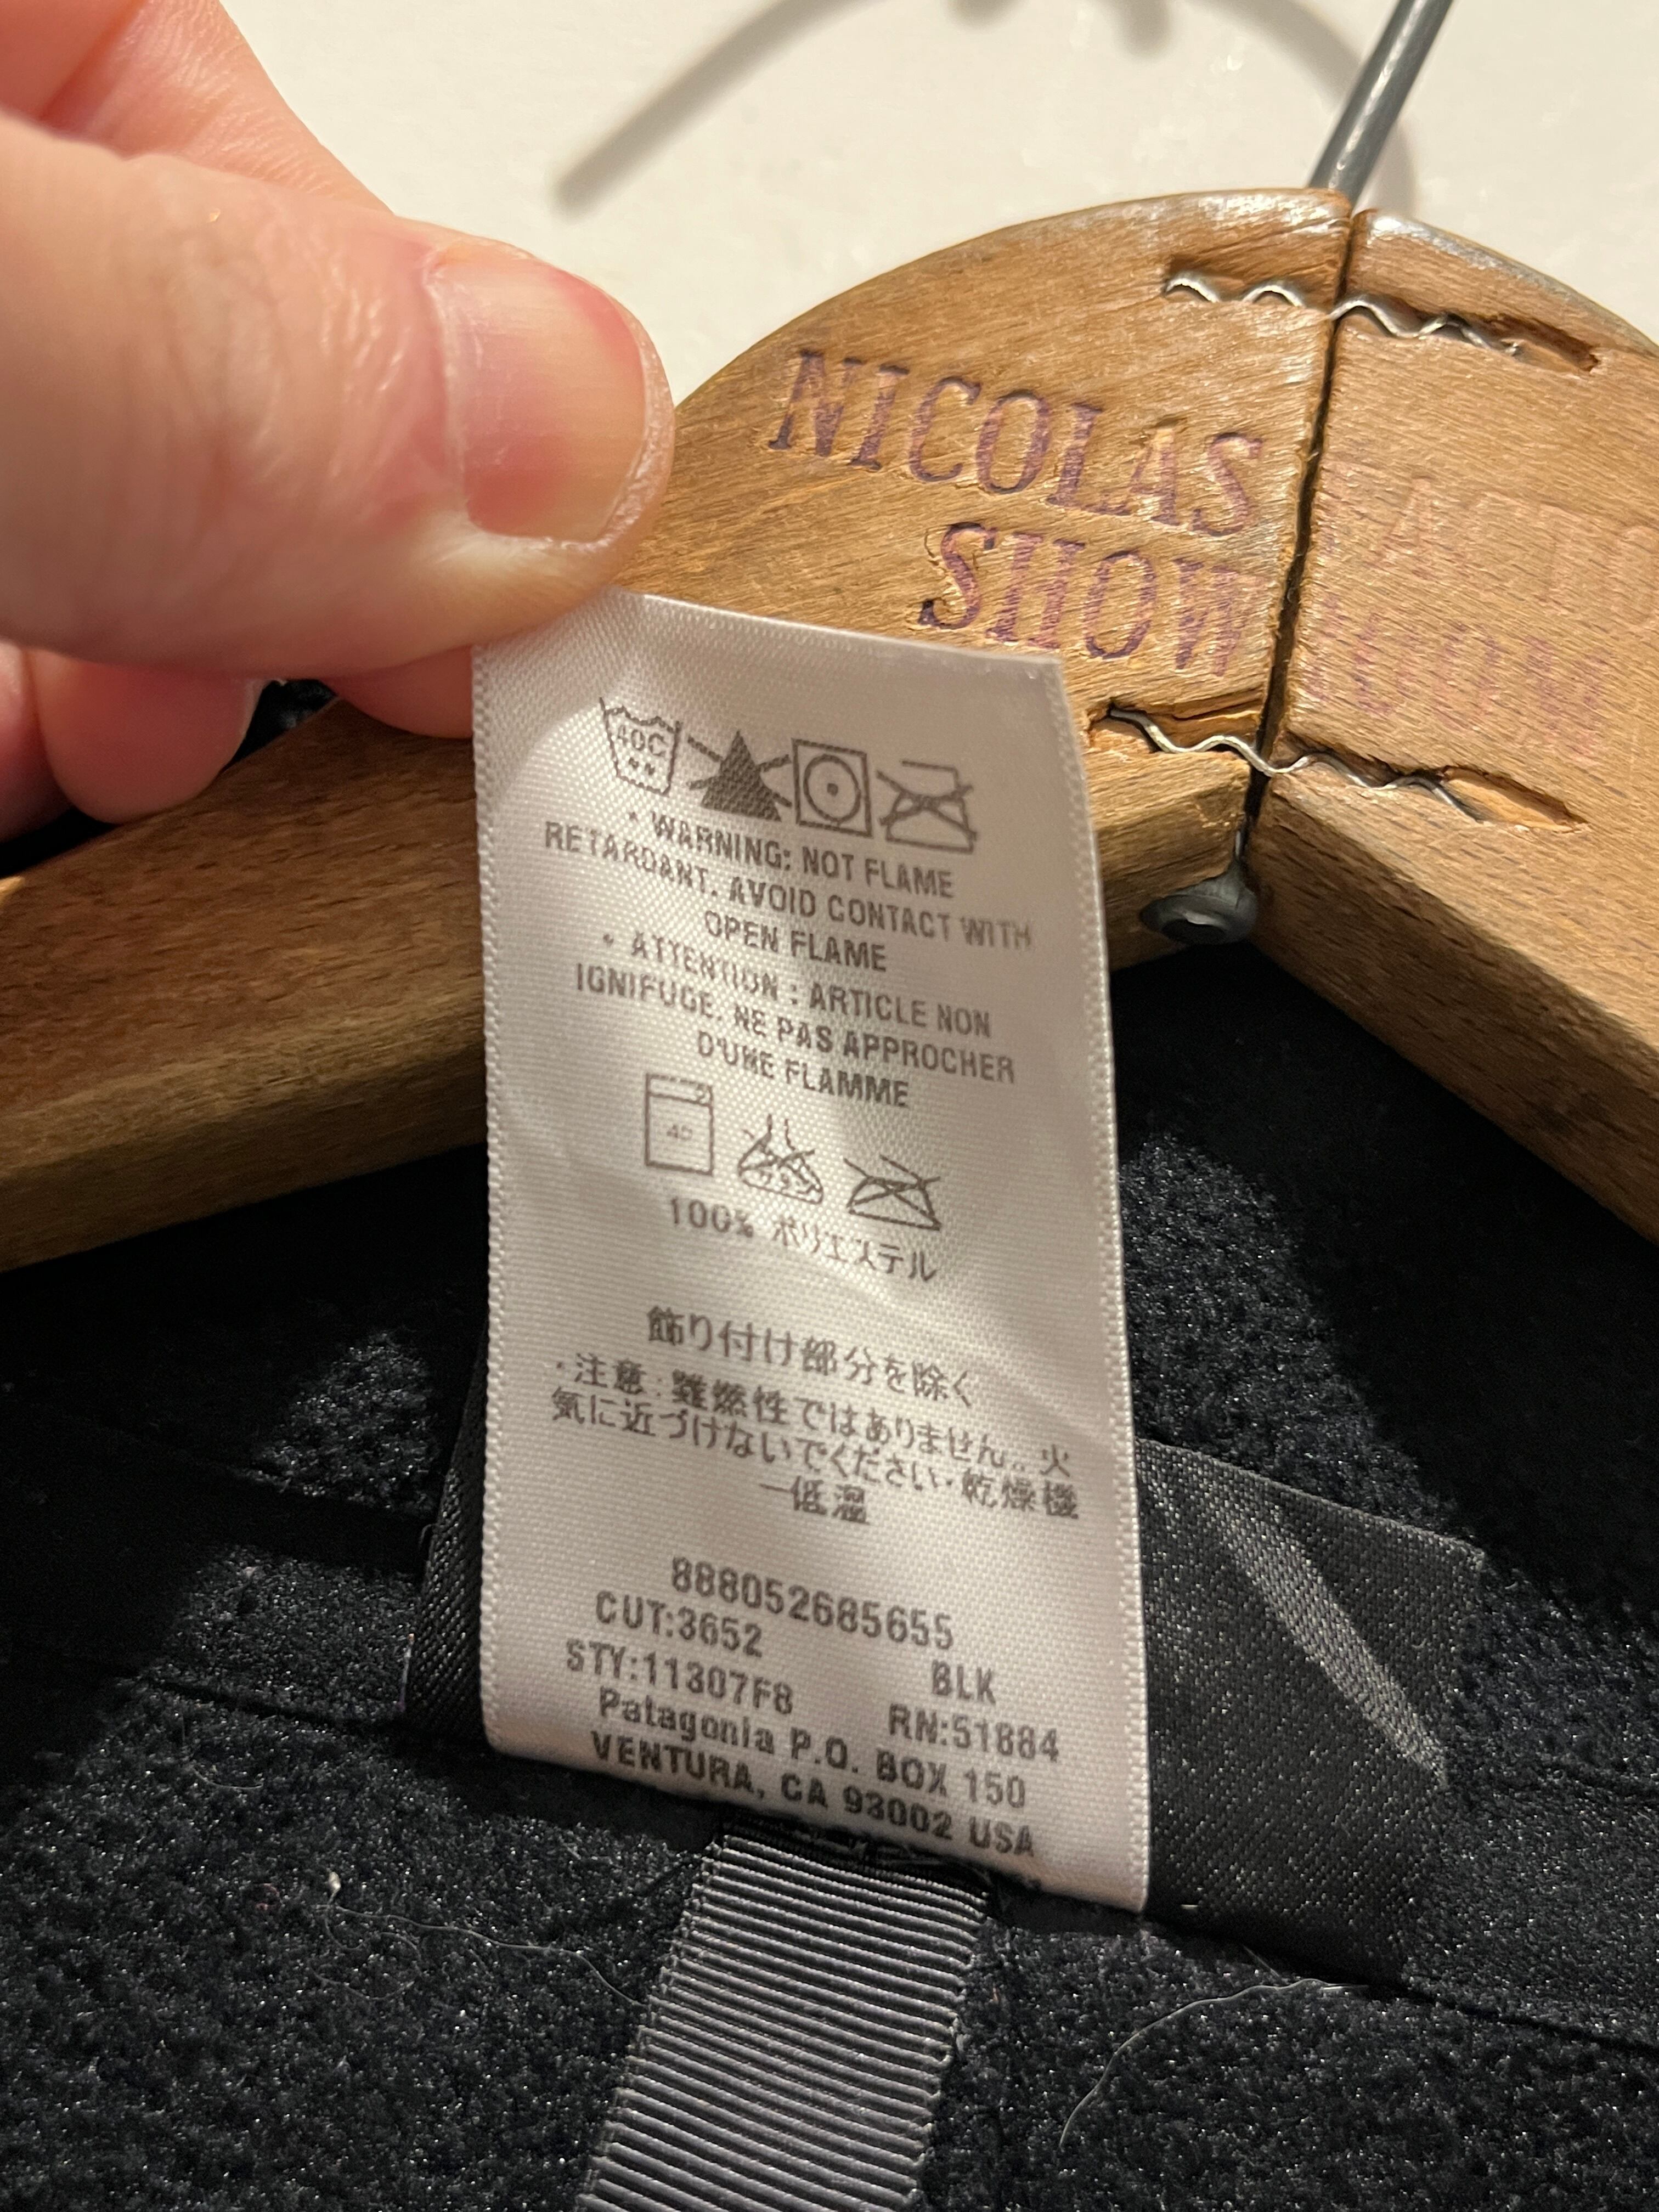 NICOLAS
SHOW
40C
• WARNING: NOT FLAME
RETARDANT. AVOID CONTACT WITH
OPEN FLAME
• ATTENTION : ARTICLE NON
IGNIFUGE. NE PAS APPROCHER
D'UNE FLAMME
40
100% ポリエステル
飾り付け部分を除く
・注意：難燃性ではありません。火
気に近づけないでください・乾燥機
ー低温
888052685655
CUT:3652 BLK
STY:11307F8 RN:51884
Patagonia P.O. BOX 150
VENTURA, CA 93002 USA